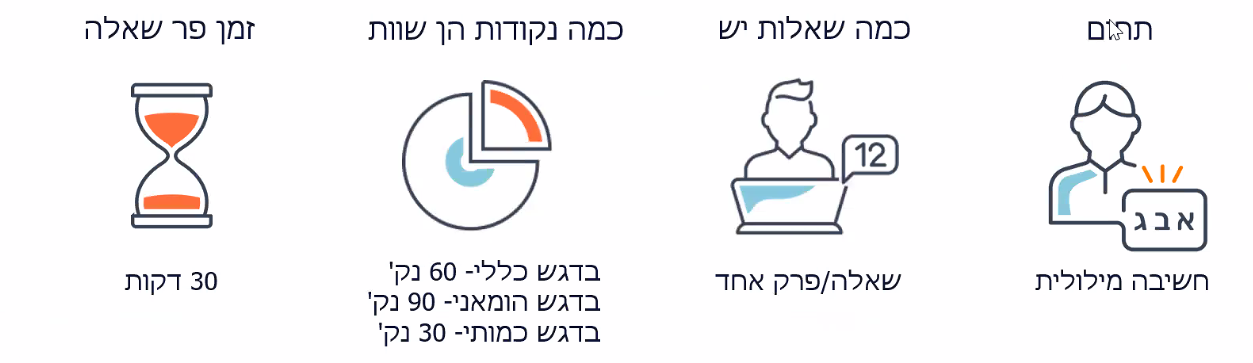 תחום
כמה שאלות יש
כמה נקודות הן שוות
זמן פר שאלה
12
א ב ג
חשיבה מילולית
שאלה/פרק אחד
בדגש כללי- 60 נק'
בדגש הומאני- 90 נק'
בדגש כמותי- 30 נק'
30 דקות